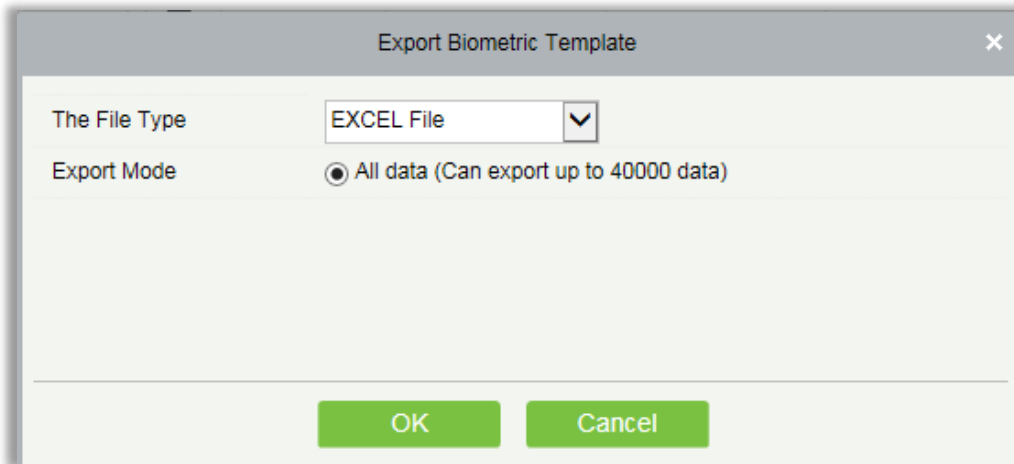 Export Biometric Template
The File Type EXCEL File
Export Mode All data (Can export up to 40000 data)
OK Cancel